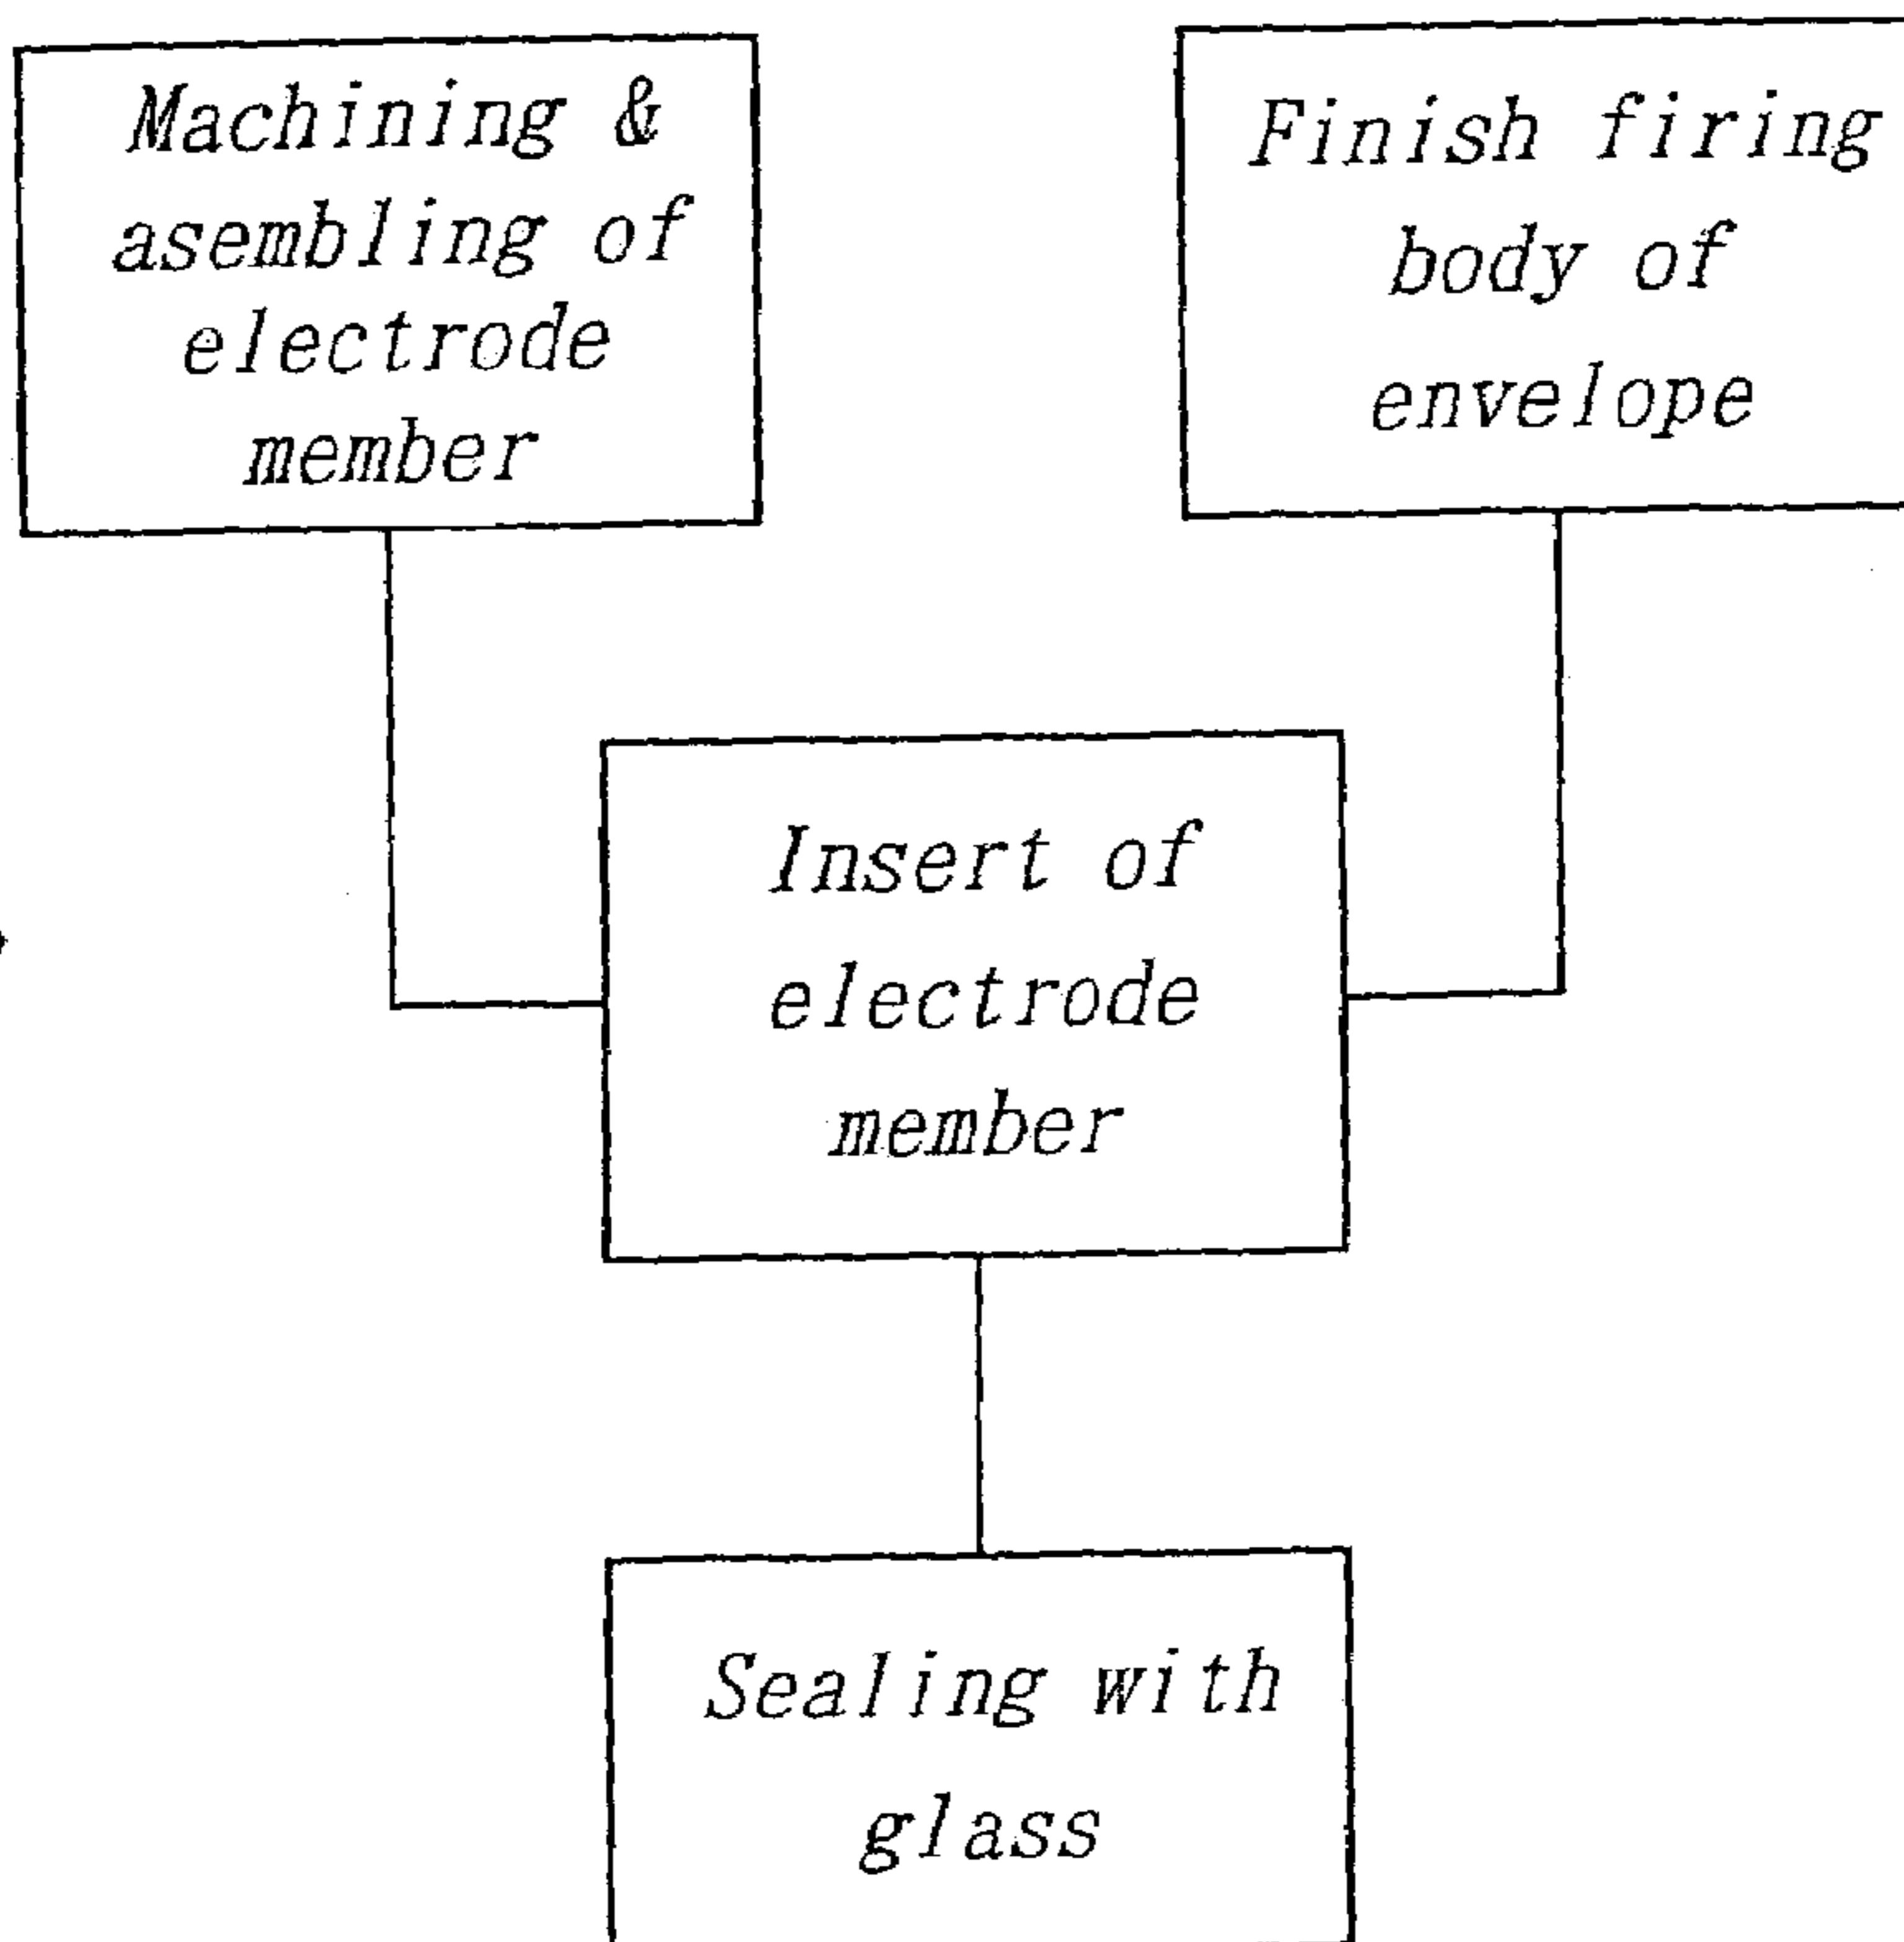 Machining &
asembling of
electrode
member
Finish firing
body of
envelope
Insert of
electrode
member
Sealing with
glass